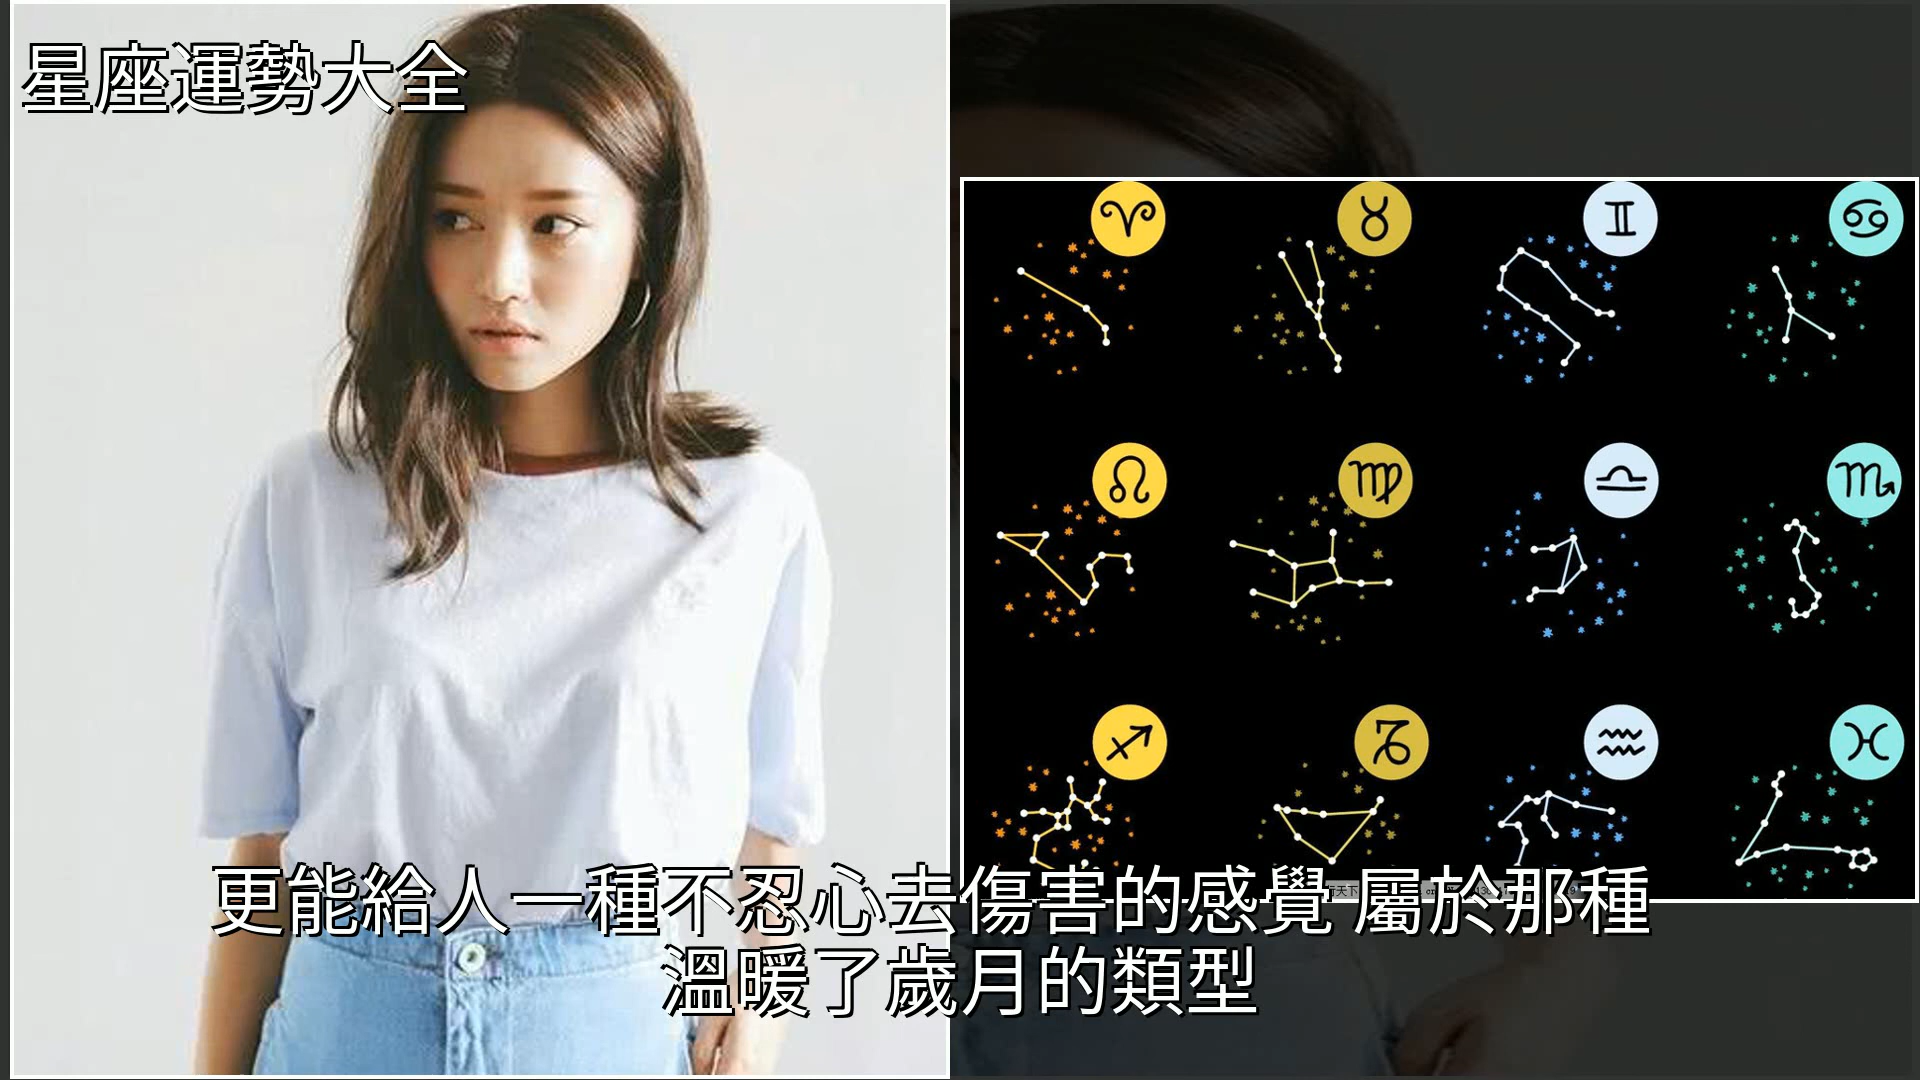 星座運勢大全
更能給人一種不忍心去傷害的感覺 屬於那種
溫暖了歲月的類型